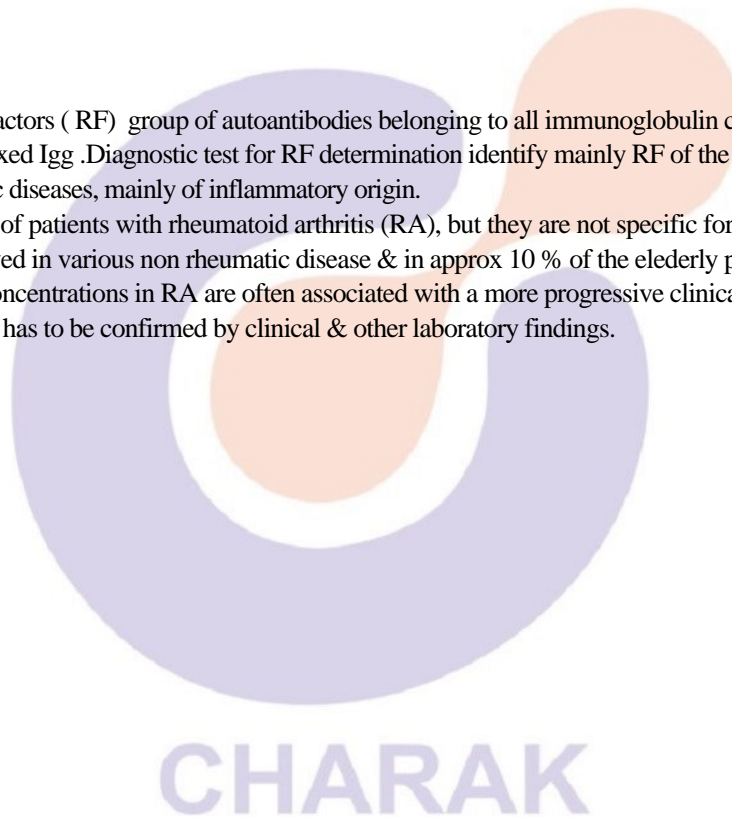 actors ( RF) group of autoantibodies belonging to all immunoglobulin c
xed Igg .Diagnostic test for RF determination identify mainly RF of the
c diseases, mainly of inflammatory origin.
of patients with rheumatoid arthritis (RA), but they are not specific for
ved in various non rheumatic disease & in approx 10 % of the elederly p
oncentrations in RA are often associated with a more progressive clinica
has to be confirmed by clinical & other laboratory findings.
CHARAK